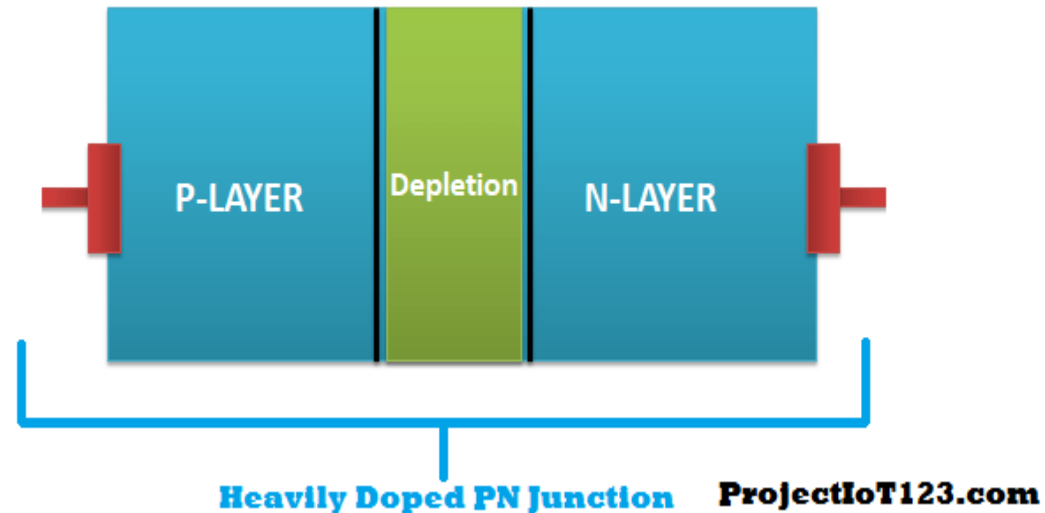 P-LAYER
Depletion
N-LAYER
Heavily Doped PN Junction
ProjectIoT123.com